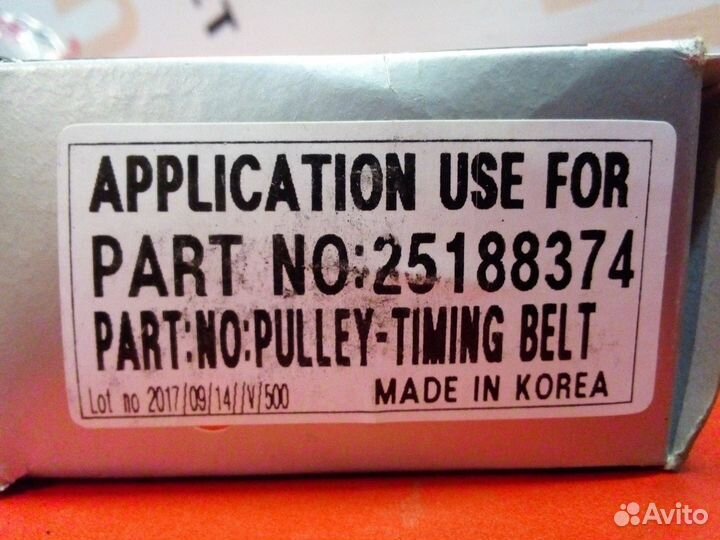 APPLICATION USE FOR
PART NO:25188374
PART:NO:PULLEY-TIMING BELT
Lot no 2017/09/14//V/500 MADE IN KOREA
Avito